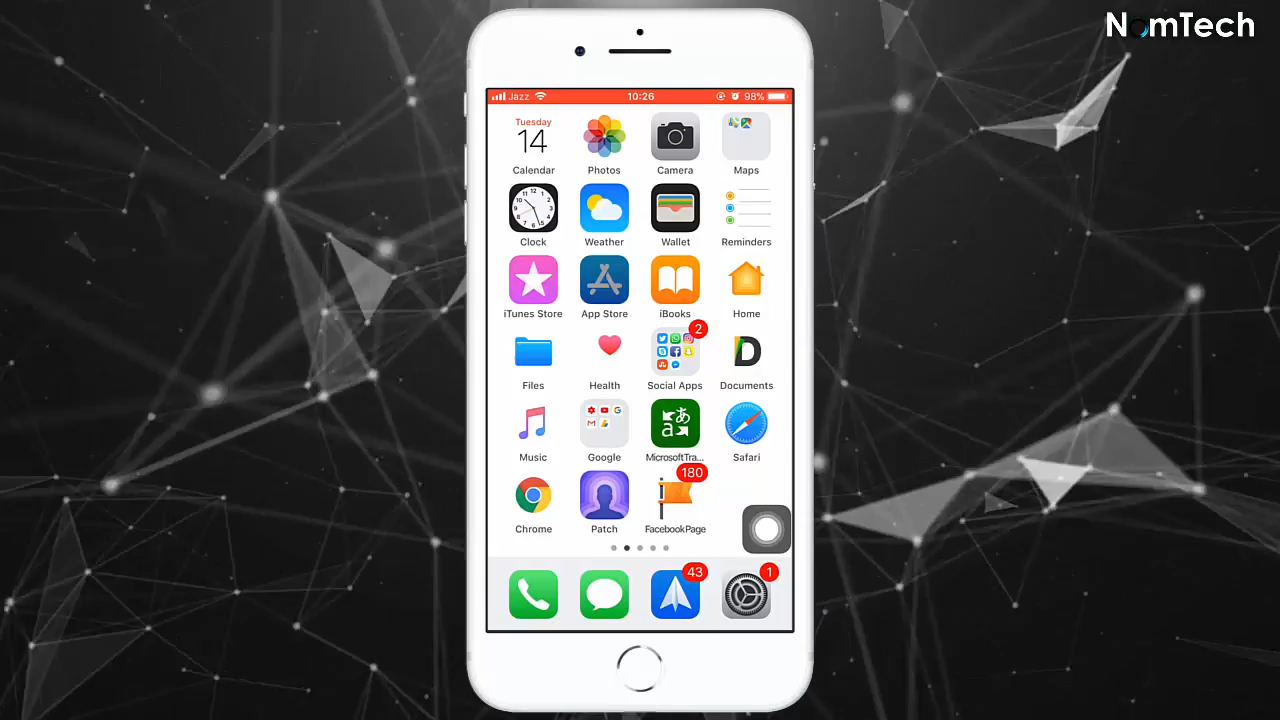 NomTech
Jazz 10:26 98%
Tuesday
14
Calendar Photos Camera Maps
Clock Weather Wallet Reminders
iTunes Store App Store iBooks Home
2
Files Health Social Apps Documents
Music Google MicrosoftTra... Safari
180
Chrome Patch FacebookPage
43 1